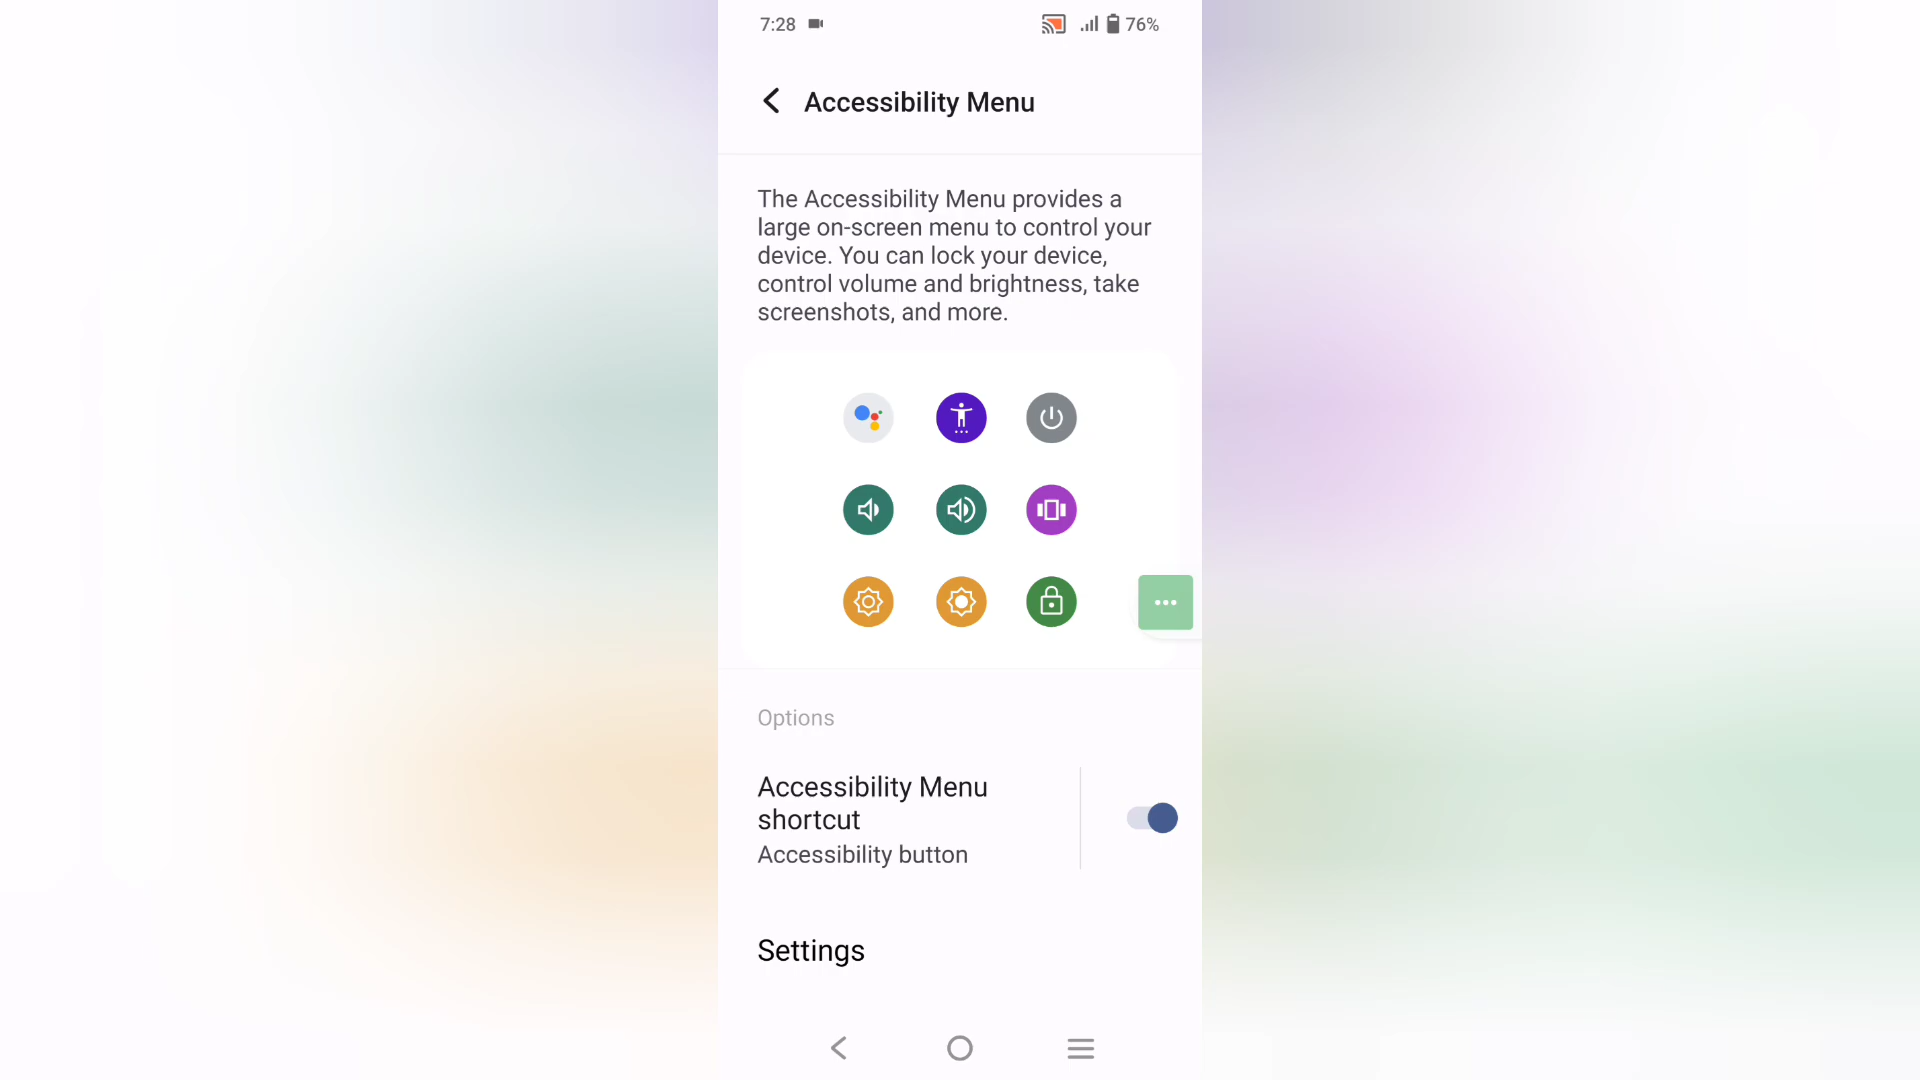 7:28
76%
Accessibility Menu
The Accessibility Menu provides a
large on-screen menu to control your
device. You can lock your device,
control volume and brightness, take
screenshots, and more.
Options
Accessibility Menu
shortcut
Accessibility button
Settings